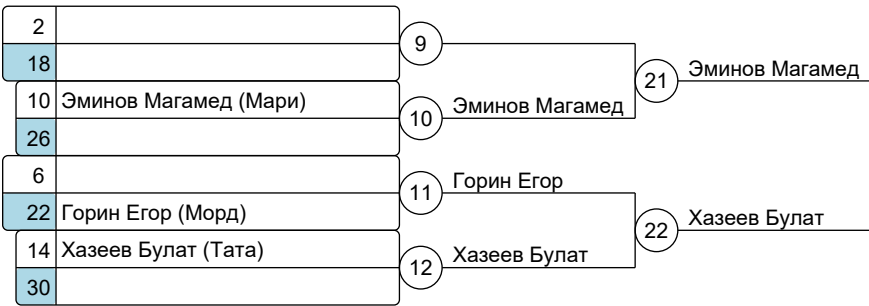 2
18
10 Эминов Магамед (Мари)
26
6
22 Горин Егор (Морд)
14 Хазеев Булат (Тата)
30
9
10 Эминов Магамед
11 Горин Егор
12 Хазеев Булат
21 Эминов Магамед
22 Хазеев Булат